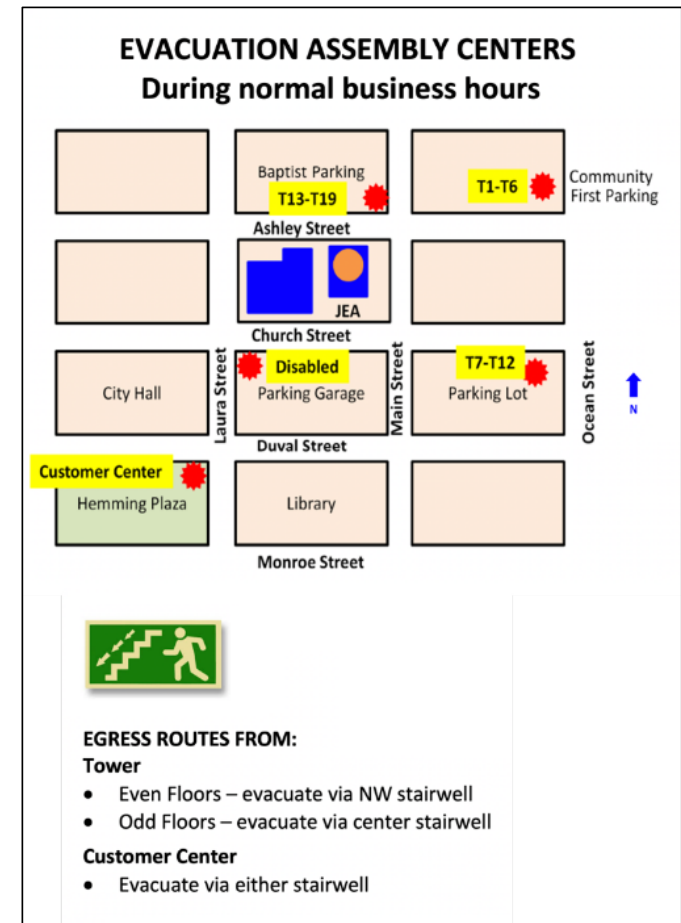 EVACUATION ASSEMBLY CENTERS
During normal business hours
Baptist Parking
T13-T19
T1-T6
Community
First Parking
Ashley Street
JEA
Church Street
Laura Street
Disabled
Parking Garage
Main Street
T7-T12
Parking Lot
Ocean Street
N
City Hall
Duval Street
Customer Center
Hemming Plaza
Library
Monroe Street
EGRESS ROUTES FROM:
Tower
• Even Floors – evacuate via NW stairwell
• Odd Floors – evacuate via center stairwell
Customer Center
• Evacuate via either stairwell